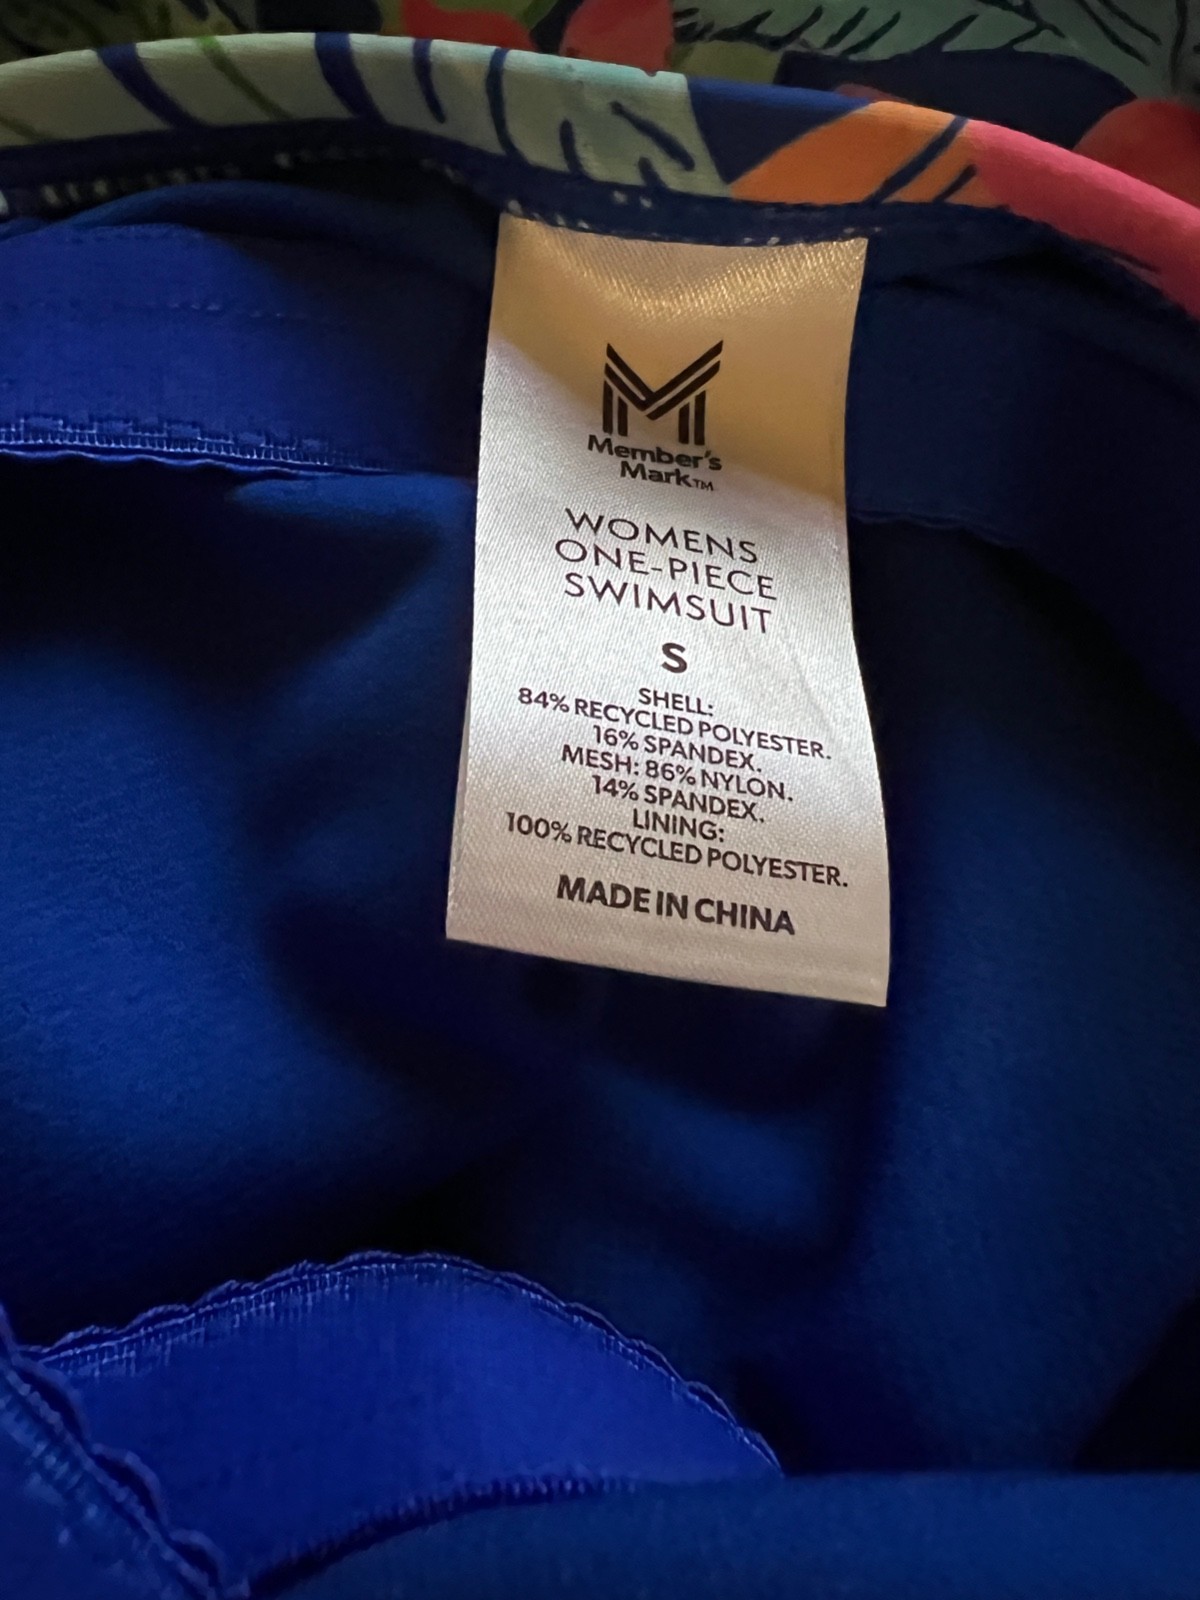 Member's
Mark™
WOMENS
ONE-PIECE
SWIMSUIT
S
SHELL:
84% RECYCLED POLYESTER.
16% SPANDEX.
MESH: 86% NYLON.
14% SPANDEX.
LINING:
100% RECYCLED POLYESTER.
MADE IN CHINA